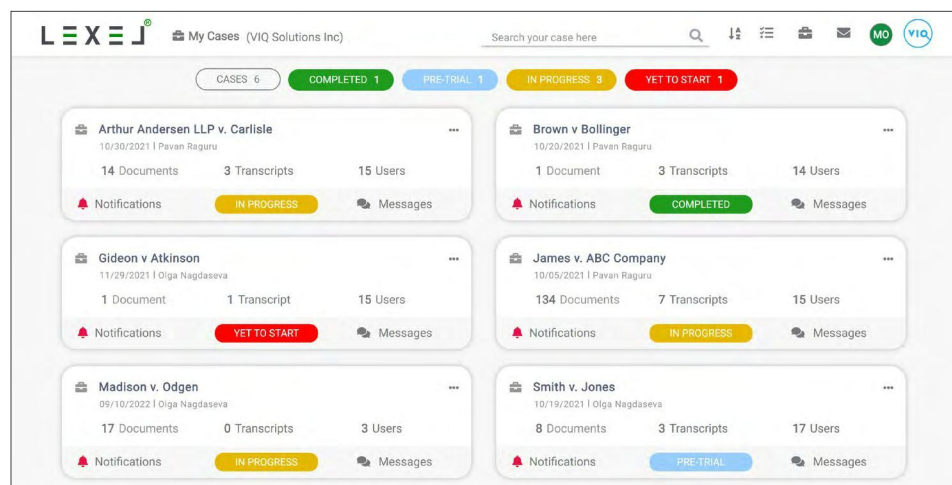 LEXEL® My Cases (VIQ Solutions Inc) Search your case here MO VIQ
CASES 6 COMPLETED 1 PRE-TRIAL 1 IN PROGRESS 3 YET TO START 1
Arthur Andersen LLP v. Carlisle
10/30/2021 | Pavan Raguru
14 Documents 3 Transcripts 15 Users
Notifications IN PROGRESS Messages
Brown v Bollinger
10/20/2021 | Pavan Raguru
1 Document 3 Transcripts 14 Users
Notifications COMPLETED Messages
Gideon v Atkinson
11/29/2021 | Olga Nagdaseva
1 Document 1 Transcript 15 Users
Notifications YET TO START Messages
James v. ABC Company
10/05/2021 | Pavan Raguru
134 Documents 7 Transcripts 15 Users
Notifications IN PROGRESS Messages
Madison v. Odgen
09/10/2022 | Olga Nagdaseva
17 Documents 0 Transcripts 3 Users
Notifications IN PROGRESS Messages
Smith v. Jones
10/19/2021 | Olga Nagdaseva
8 Documents 3 Transcripts 17 Users
Notifications PRE-TRIAL Messages